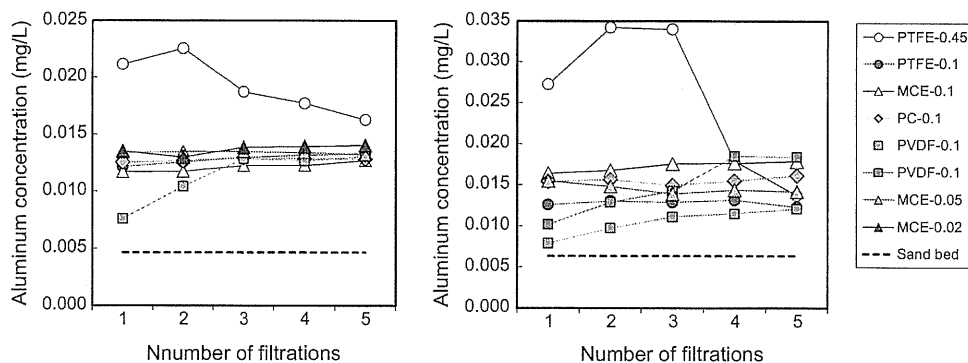 Aluminum concentration (mg/L)
0.025
0.020
0.015
0.010
0.005
0.000
1 2 3 4 5
Nnumber of filtrations
Aluminum concentration (mg/L)
0.035
0.030
0.025
0.020
0.015
0.010
0.005
0.000
1 2 3 4 5
Number of filtrations
PTFE-0.45
PTFE-0.1
MCE-0.1
PC-0.1
PVDF-0.1
PVDF-0.1
MCE-0.05
MCE-0.02
Sand bed